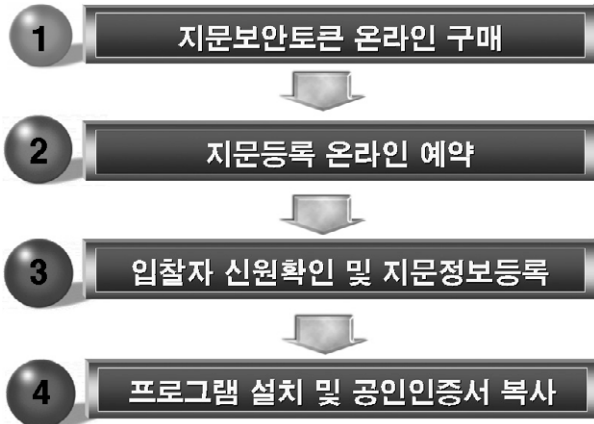 1 지문보안토큰 온라인 구매
2 지문등록 온라인 예약
3 입찰자 신원확인 및 지문정보등록
4 프로그램 설치 및 공인인증서 복사